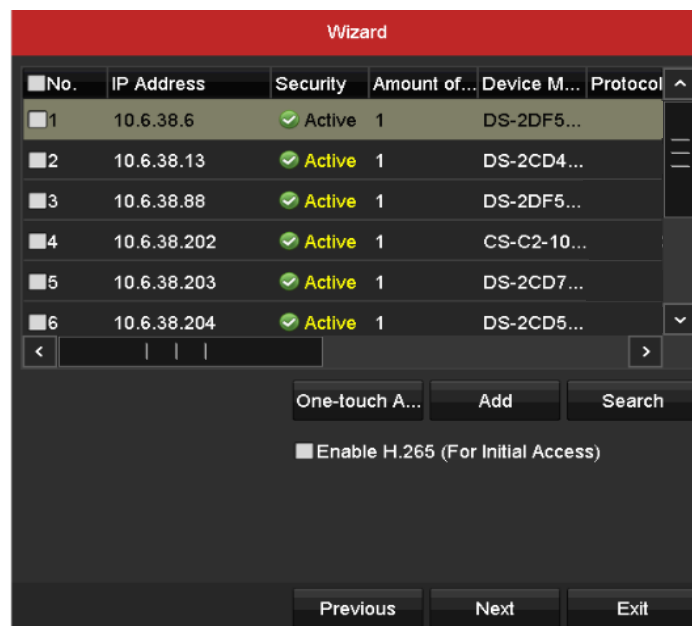 Wizard
No. IP Address Security Amount of... Device M... Protocol
1 10.6.38.6 Active 1 DS-2DF5...
2 10.6.38.13 Active 1 DS-2CD4...
3 10.6.38.88 Active 1 DS-2DF5...
4 10.6.38.202 Active 1 CS-C2-10...
5 10.6.38.203 Active 1 DS-2CD7...
6 10.6.38.204 Active 1 DS-2CD5...
One-touch A... Add Search
Enable H.265 (For Initial Access)
Previous Next Exit